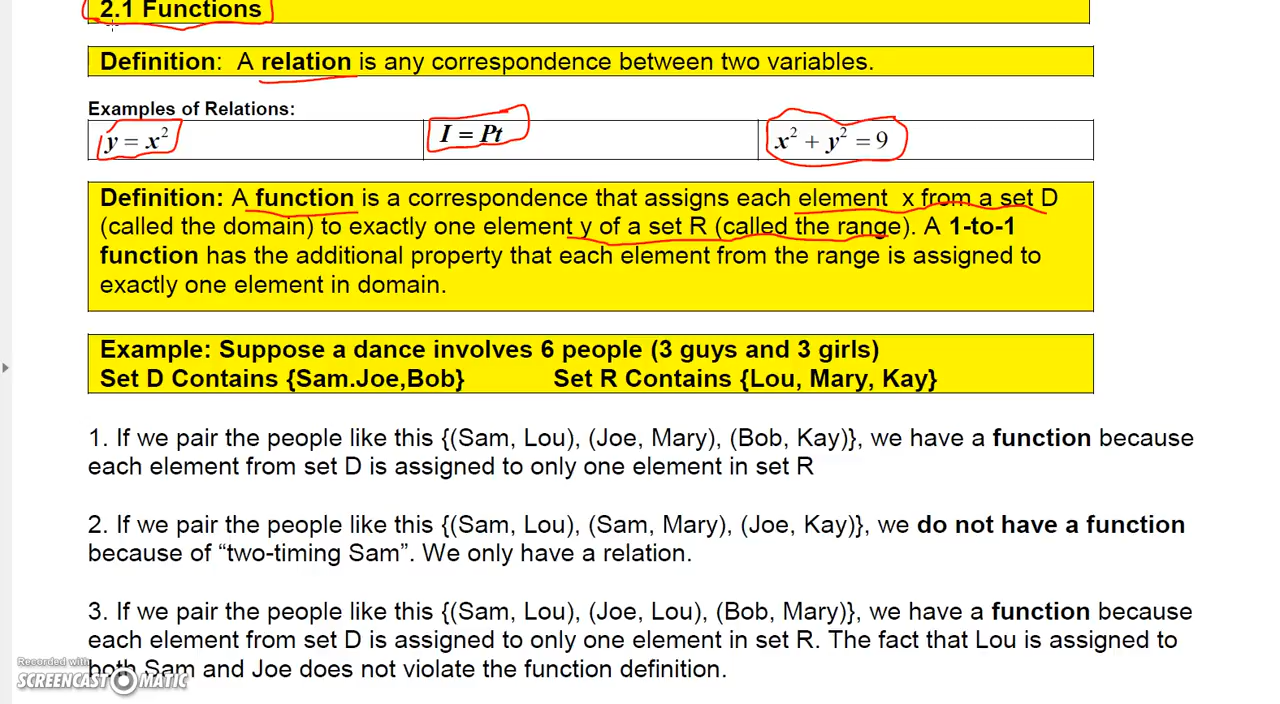 2.1 Functions
Definition: A relation is any correspondence between two variables.
Examples of Relations:
y = x² I = Pt x² + y² = 9
Definition: A function is a correspondence that assigns each element x from a set D
(called the domain) to exactly one element y of a set R (called the range). A 1-to-1
function has the additional property that each element from the range is assigned to
exactly one element in domain.
Example: Suppose a dance involves 6 people (3 guys and 3 girls)
Set D Contains {Sam.Joe,Bob} Set R Contains {Lou, Mary, Kay}
1. If we pair the people like this {(Sam, Lou), (Joe, Mary), (Bob, Kay)}, we have a function because
each element from set D is assigned to only one element in set R
2. If we pair the people like this {(Sam, Lou), (Sam, Mary), (Joe, Kay)}, we do not have a function
because of “two-timing Sam”. We only have a relation.
3. If we pair the people like this {(Sam, Lou), (Joe, Lou), (Bob, Mary)}, we have a function because
each element from set D is assigned to only one element in set R. The fact that Lou is assigned to
both Sam and Joe does not violate the function definition.
Recorded with
SCREENCAST-O-MATIC